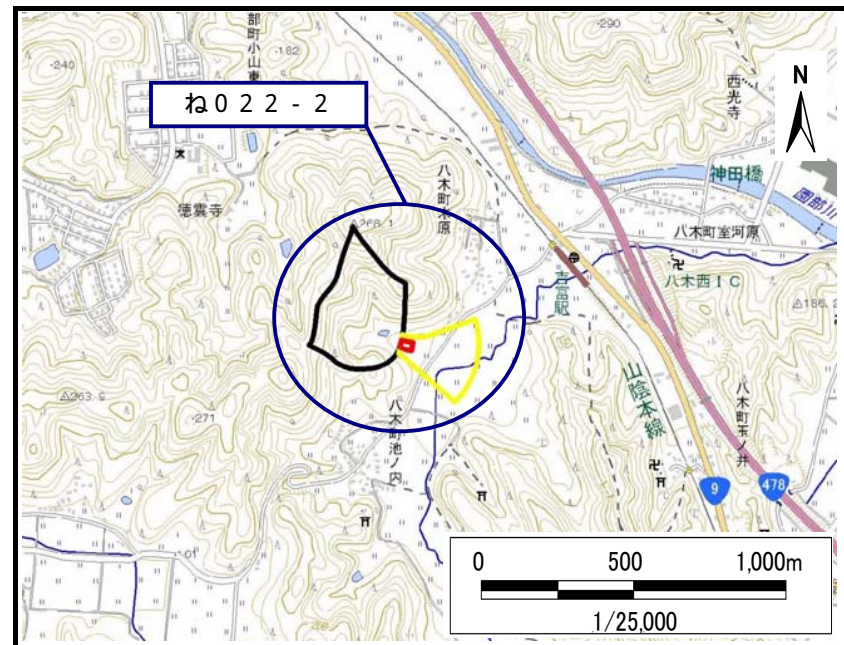 部町小山東
・290
・240
・182
西光寺
N
ね022-2
神田橋
園部川
八木町木原
徳雲寺
△268.1
八木町室河原
吉富駅
八木西IC
△186.2
山陰本線
△263.9
・271
八木町池ノ内
八木町玉ノ井
9
478
・101
0 500 1,000m
1/25,000